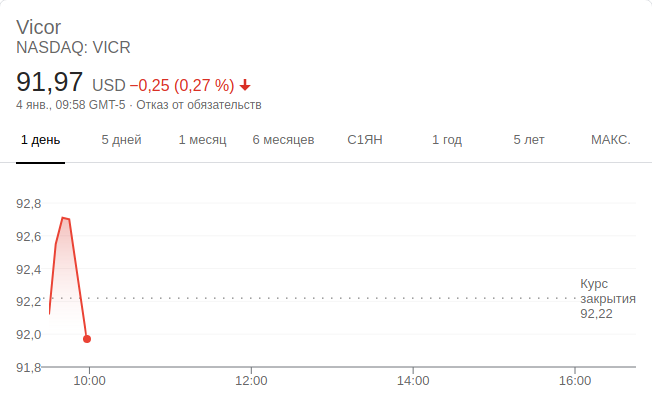 Vicor
NASDAQ: VICR
91,97 USD −0,25 (0,27 %)
4 янв., 09:58 GMT-5 · Отказ от обязательств
1 день 5 дней 1 месяц 6 месяцев С1ЯН 1 год 5 лет МАКС.
92,8
92,6
92,4
92,2
92,0
91,8
Курс
закрытия
92,22
10:00 12:00 14:00 16:00